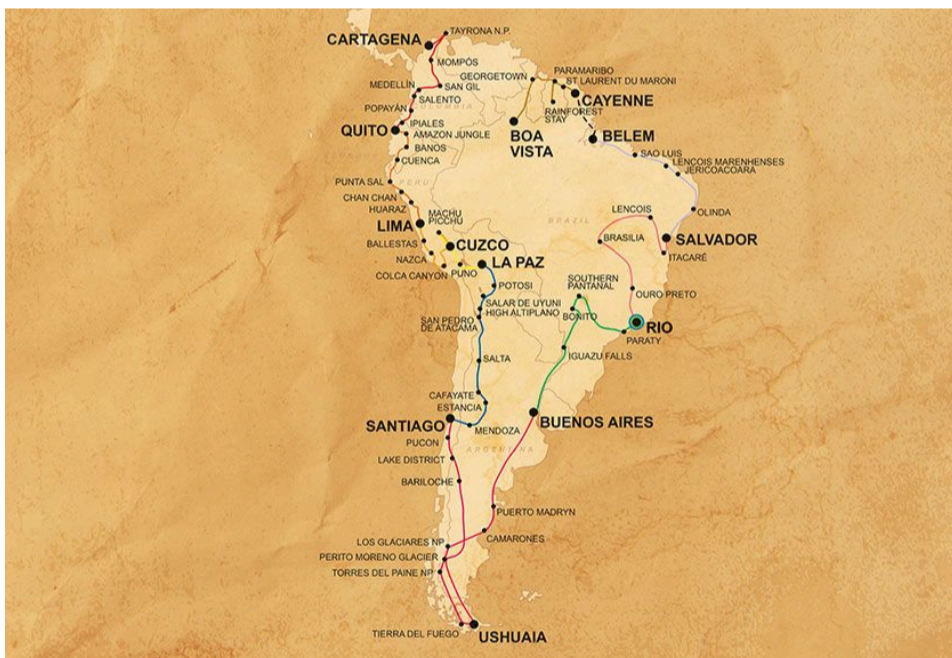 TAYRONA N.P.
CARTAGENA
MOMPÓS
GEORGETOWN
PARAMARIBO
ST LAURENT DU MARONI
MEDELLÍN
SAN GIL
CAYENNE
SALENTO
COLOMBIA
POPAYÁN
RAINFOREST
STAY
IPIALES
QUITO
AMAZON JUNGLE
BOA
VISTA
BELEM
BANOS
SAO LUIS
CUENCA
LENCOIS MARENHENSES
JERICOACOARA
PUNTA SAL
PERU
CHAN CHAN
HUARAZ
LENCOIS
OLINDA
MACHU
PICCHU
BRAZIL
LIMA
BALLESTAS
CUZCO
BRASILIA
SALVADOR
NAZCA
ITACARÉ
LA PAZ
COLCA CANYON
PUNO
SOUTHERN
PANTANAL
POTOSI
OURO PRETO
SALAR DE UYUNI
HIGH ALTIPLANO
BONITO
SAN PEDRO
DE ATACAMA
RIO
PARATY
SALTA
IGUAZU FALLS
CAFAYATE
ESTANCIA
SANTIAGO
MENDOZA
BUENOS AIRES
PUCON
ARGENTINA
LAKE DISTRICT
BARILOCHE
PUERTO MADRYN
CAMARONES
LOS GLACIARES NP
PERITO MORENO GLACIER
TORRES DEL PAINE NP
TIERRA DEL FUEGO
USHUAIA